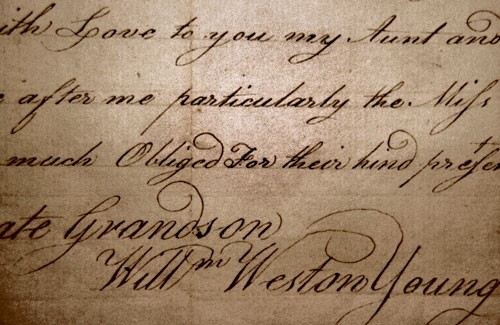 ith Love to you my Aunt and
e after me particularly the Miſs
much Obliged For their kind preſen
ate Grandson
Willm Weston Young